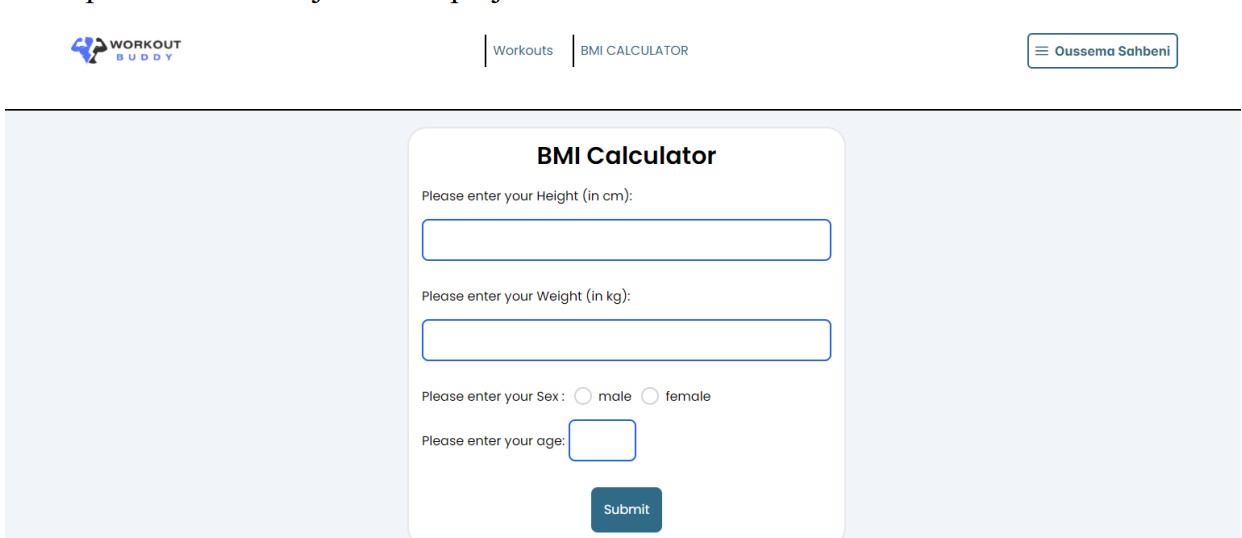 WORKOUT
BUDDY
Workouts
BMI CALCULATOR
Oussema Sahbeni
BMI Calculator
Please enter your Height (in cm):
Please enter your Weight (in kg):
Please enter your Sex : male female
Please enter your age:
Submit